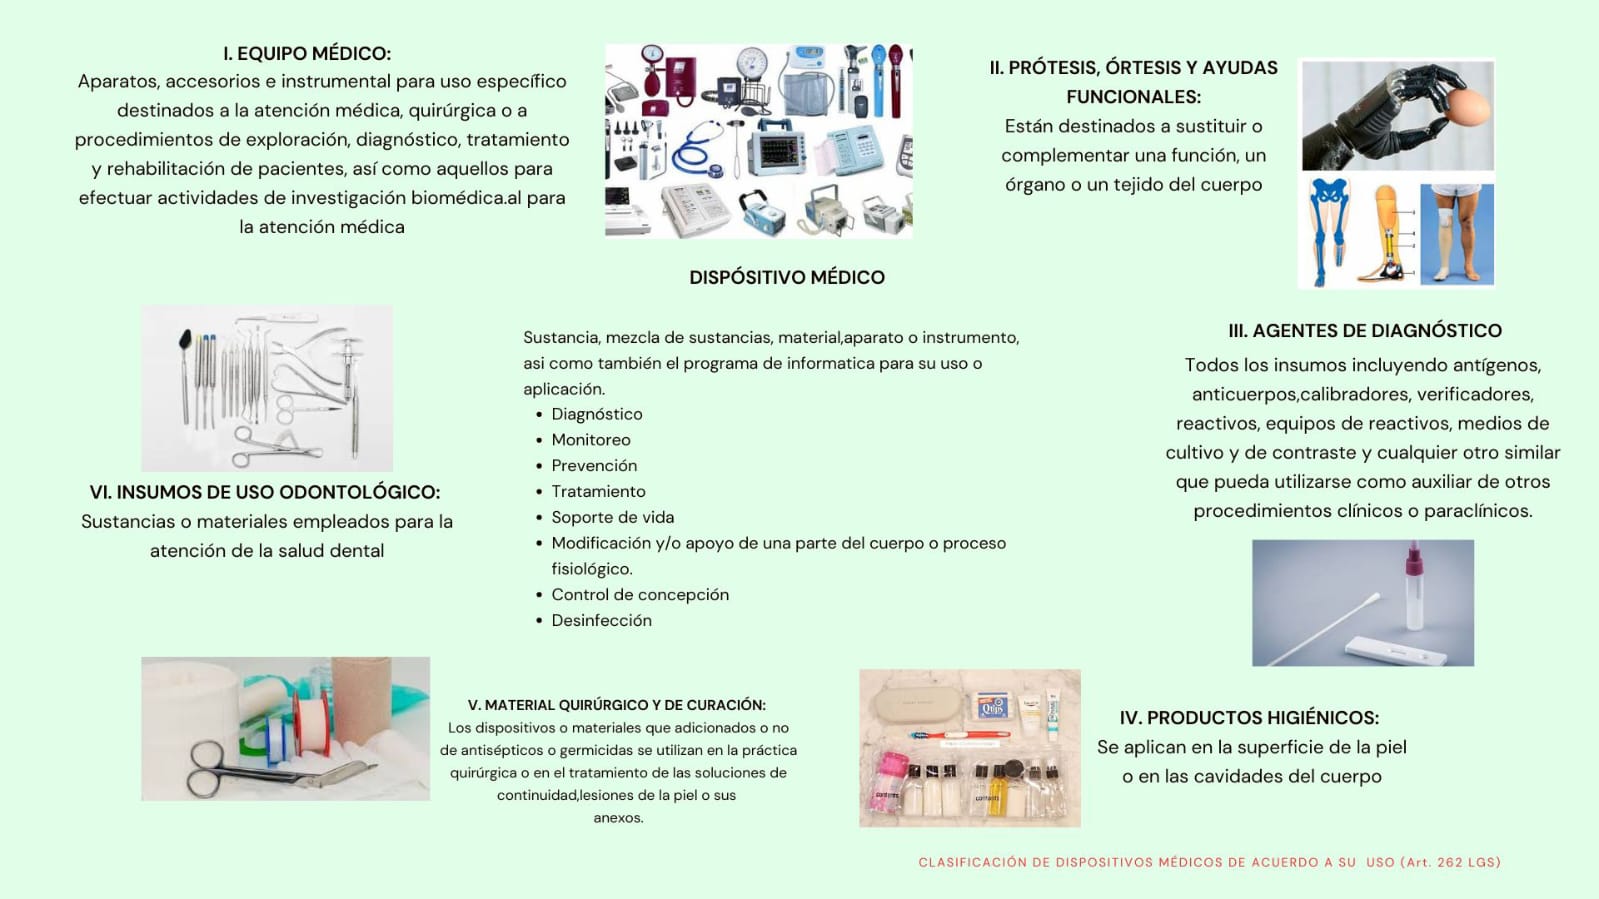 I. EQUIPO MÉDICO:
Aparatos, accesorios e instrumental para uso específico
destinados a la atención médica, quirúrgica o a
procedimientos de exploración, diagnóstico, tratamiento
y rehabilitación de pacientes, así como aquellos para
efectuar actividades de investigación biomédica.al para
la atención médica
II. PRÓTESIS, ÓRTESIS Y AYUDAS
FUNCIONALES:
Están destinados a sustituir o
complementar una función, un
órgano o un tejido del cuerpo
DISPÓSITIVO MÉDICO
Sustancia, mezcla de sustancias, material,aparato o instrumento,
asi como también el programa de informatica para su uso o
aplicación.
• Diagnóstico
• Monitoreo
• Prevención
• Tratamiento
• Soporte de vida
• Modificación y/o apoyo de una parte del cuerpo o proceso
fisiológico.
• Control de concepción
• Desinfección
III. AGENTES DE DIAGNÓSTICO
Todos los insumos incluyendo antígenos,
anticuerpos,calibradores, verificadores,
reactivos, equipos de reactivos, medios de
cultivo y de contraste y cualquier otro similar
que pueda utilizarse como auxiliar de otros
procedimientos clínicos o paraclínicos.
VI. INSUMOS DE USO ODONTOLÓGICO:
Sustancias o materiales empleados para la
atención de la salud dental
V. MATERIAL QUIRÚRGICO Y DE CURACIÓN:
Los dispositivos o materiales que adicionados o no
de antisépticos o germicidas se utilizan en la práctica
quirúrgica o en el tratamiento de las soluciones de
continuidad,lesiones de la piel o sus
anexos.
Q-tips
contents
contents
IV. PRODUCTOS HIGIÉNICOS:
Se aplican en la superficie de la piel
o en las cavidades del cuerpo
CLASIFICACIÓN DE DISPOSITIVOS MÉDICOS DE ACUERDO A SU USO (Art. 262 LGS)